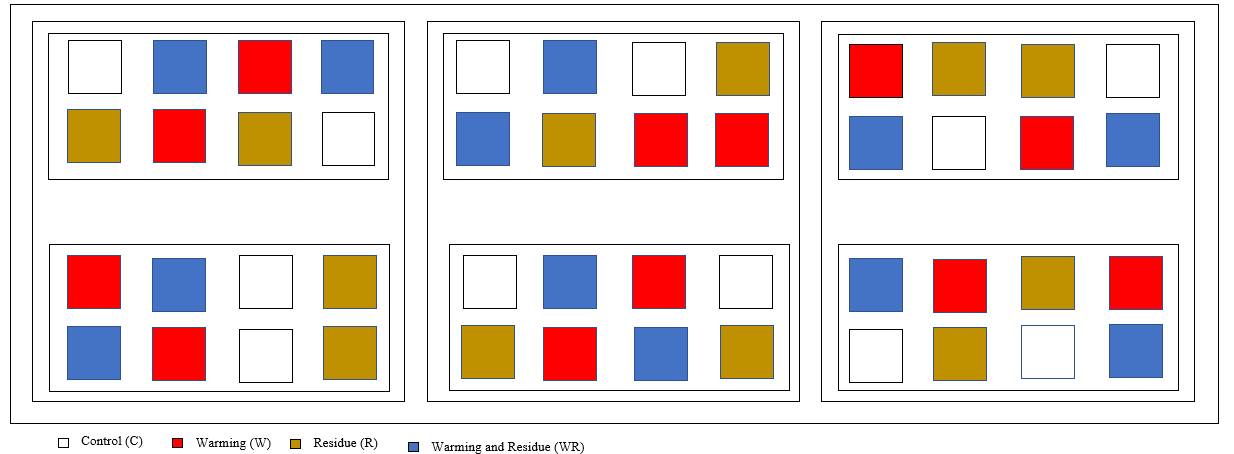 Control (C) Warming (W) Residue (R) Warming and Residue (WR)